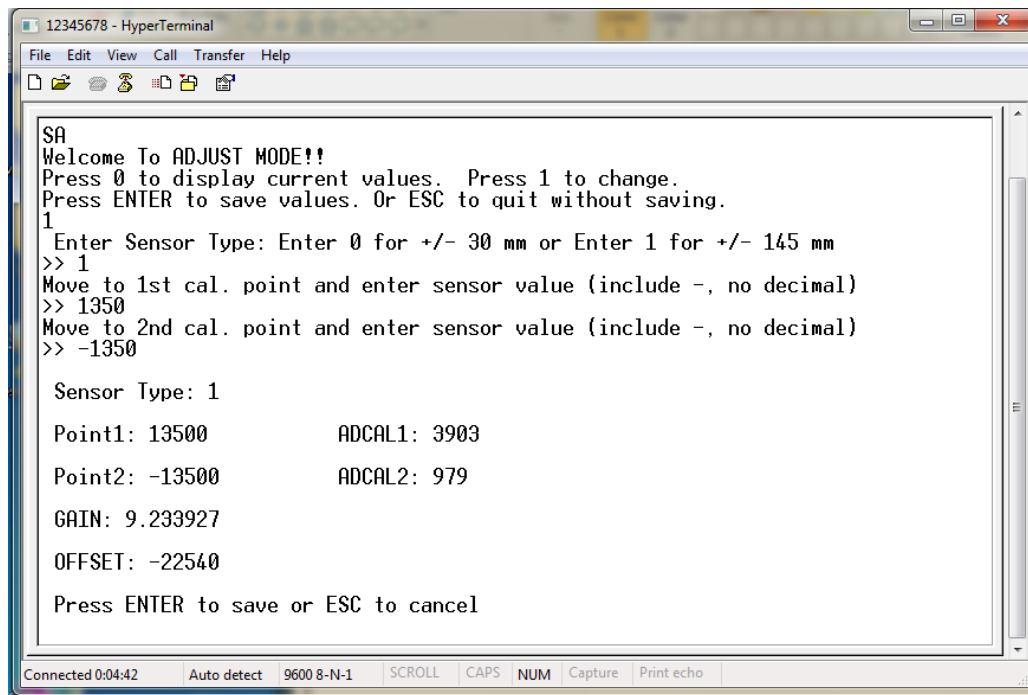 12345678 - HyperTerminal
File Edit View Call Transfer Help
SA
Welcome To ADJUST MODE!!
Press 0 to display current values.  Press 1 to change.
Press ENTER to save values. Or ESC to quit without saving.
1
Enter Sensor Type: Enter 0 for +/- 30 mm or Enter 1 for +/- 145 mm
>> 1
Move to 1st cal. point and enter sensor value (include -, no decimal)
>> 1350
Move to 2nd cal. point and enter sensor value (include -, no decimal)
>> -1350
Sensor Type: 1
Point1: 13500 ADCAL1: 3903
Point2: -13500 ADCAL2: 979
GAIN: 9.233927
OFFSET: -22540
Press ENTER to save or ESC to cancel
Connected 0:04:42 Auto detect 9600 8-N-1 SCROLL CAPS NUM Capture Print echo